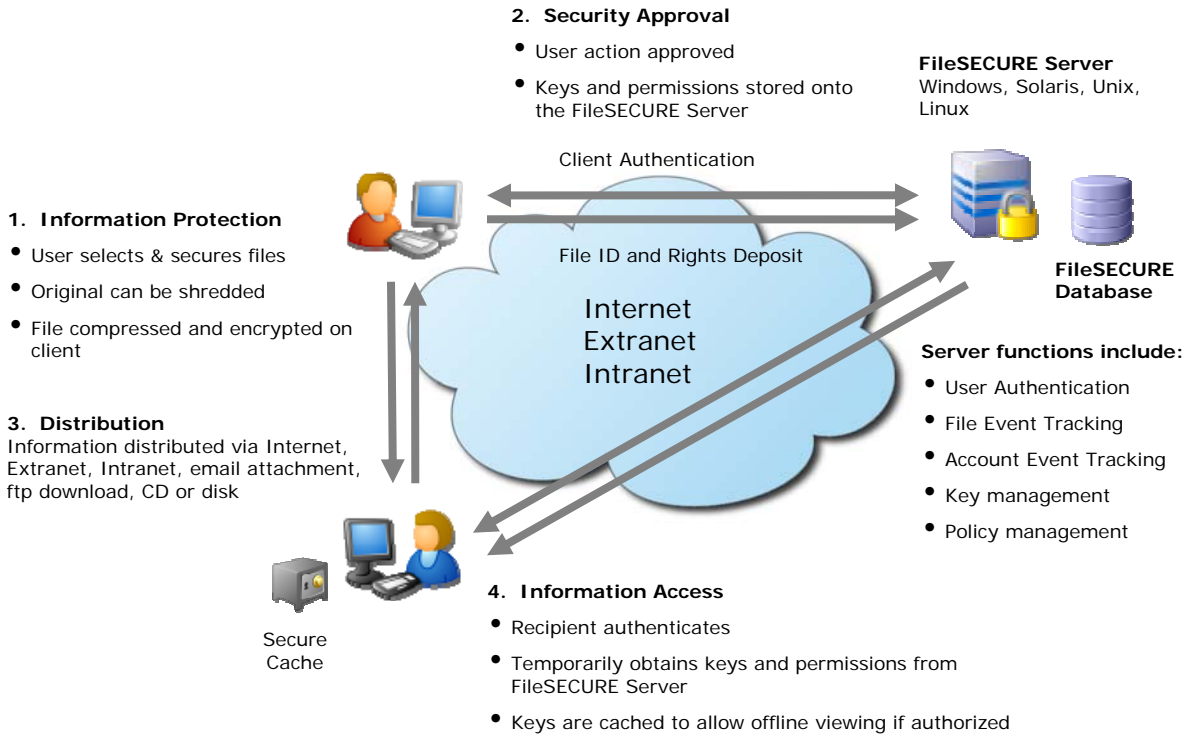 2. Security Approval
• User action approved
• Keys and permissions stored onto
the FileSECURE Server
FileSECURE Server
Windows, Solaris, Unix,
Linux
Client Authentication
1. Information Protection
• User selects & secures files
• Original can be shredded
• File compressed and encrypted on
client
File ID and Rights Deposit
FileSECURE
Database
Internet
Extranet
Intranet
Server functions include:
• User Authentication
• File Event Tracking
• Account Event Tracking
• Key management
• Policy management
3. Distribution
Information distributed via Internet,
Extranet, Intranet, email attachment,
ftp download, CD or disk
Secure
Cache
4. Information Access
• Recipient authenticates
• Temporarily obtains keys and permissions from
FileSECURE Server
• Keys are cached to allow offline viewing if authorized